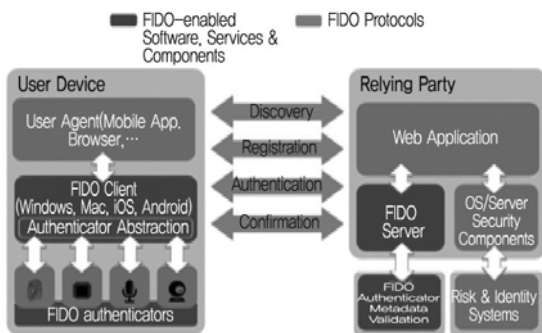 FIDO-enabled
Software, Services &
Components
FIDO Protocols
User Device
User Agent(Mobile App,
Browser,…
FIDO Client
(Windows, Mac, iOS, Android)
Authenticator Abstraction
FIDO authenticators
Discovery
Registration
Authentication
Confirmation
Relying Party
Web Application
FIDO
Server
OS/Server
Security
Components
FIDO
Authenticator
Metadata
Validation
Risk & Identity
Systems